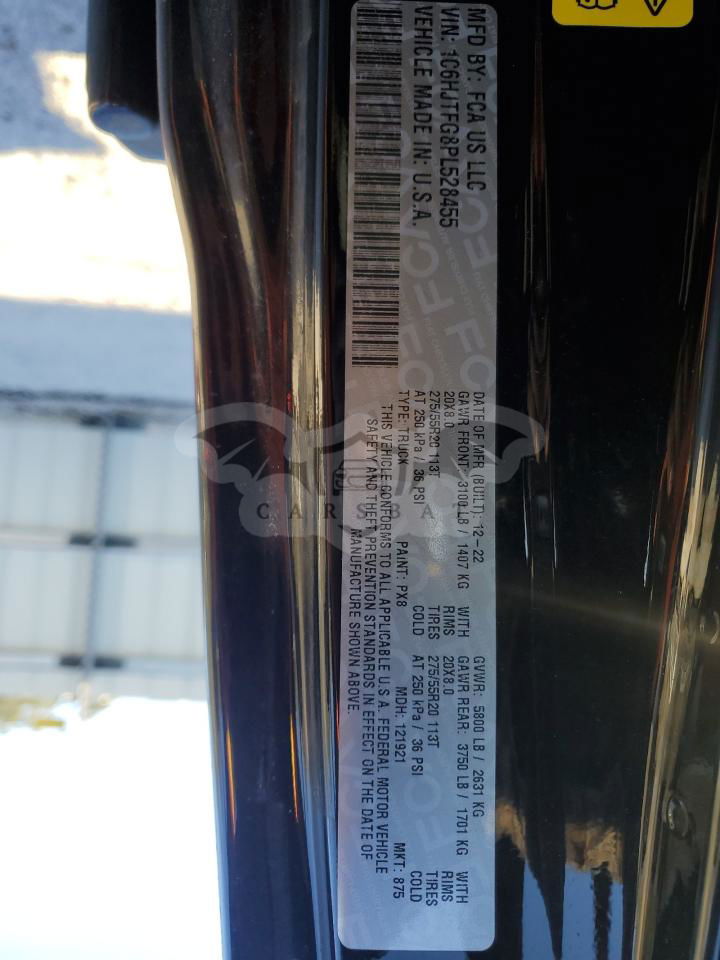 MFD BY: FCA US LLC
VIN: 1C6HJTFG8PL528455
VEHICLE MADE IN: U.S.A.
DATE OF MFR (BUILT): 12-22 GVWR: 5800 LB / 2631 KG
GAWR FRONT: 3100 LB / 1407 KG WITH GAWR REAR: 3750 LB / 1701 KG WITH
20X8.0 RIMS 20X8.0 RIMS
275/55R20 113T TIRES 275/55R20 113T TIRES
AT 250 kPa / 36 PSI COLD AT 250 kPa / 36 PSI COLD
TYPE: TRUCK PAINT: PX8 MDH: 121921 MKT: 875
THIS VEHICLE CONFORMS TO ALL APPLICABLE U.S.A. FEDERAL MOTOR VEHICLE
SAFETY AND THEFT PREVENTION STANDARDS IN EFFECT ON THE DATE OF
MANUFACTURE SHOWN ABOVE.
CARSBAT